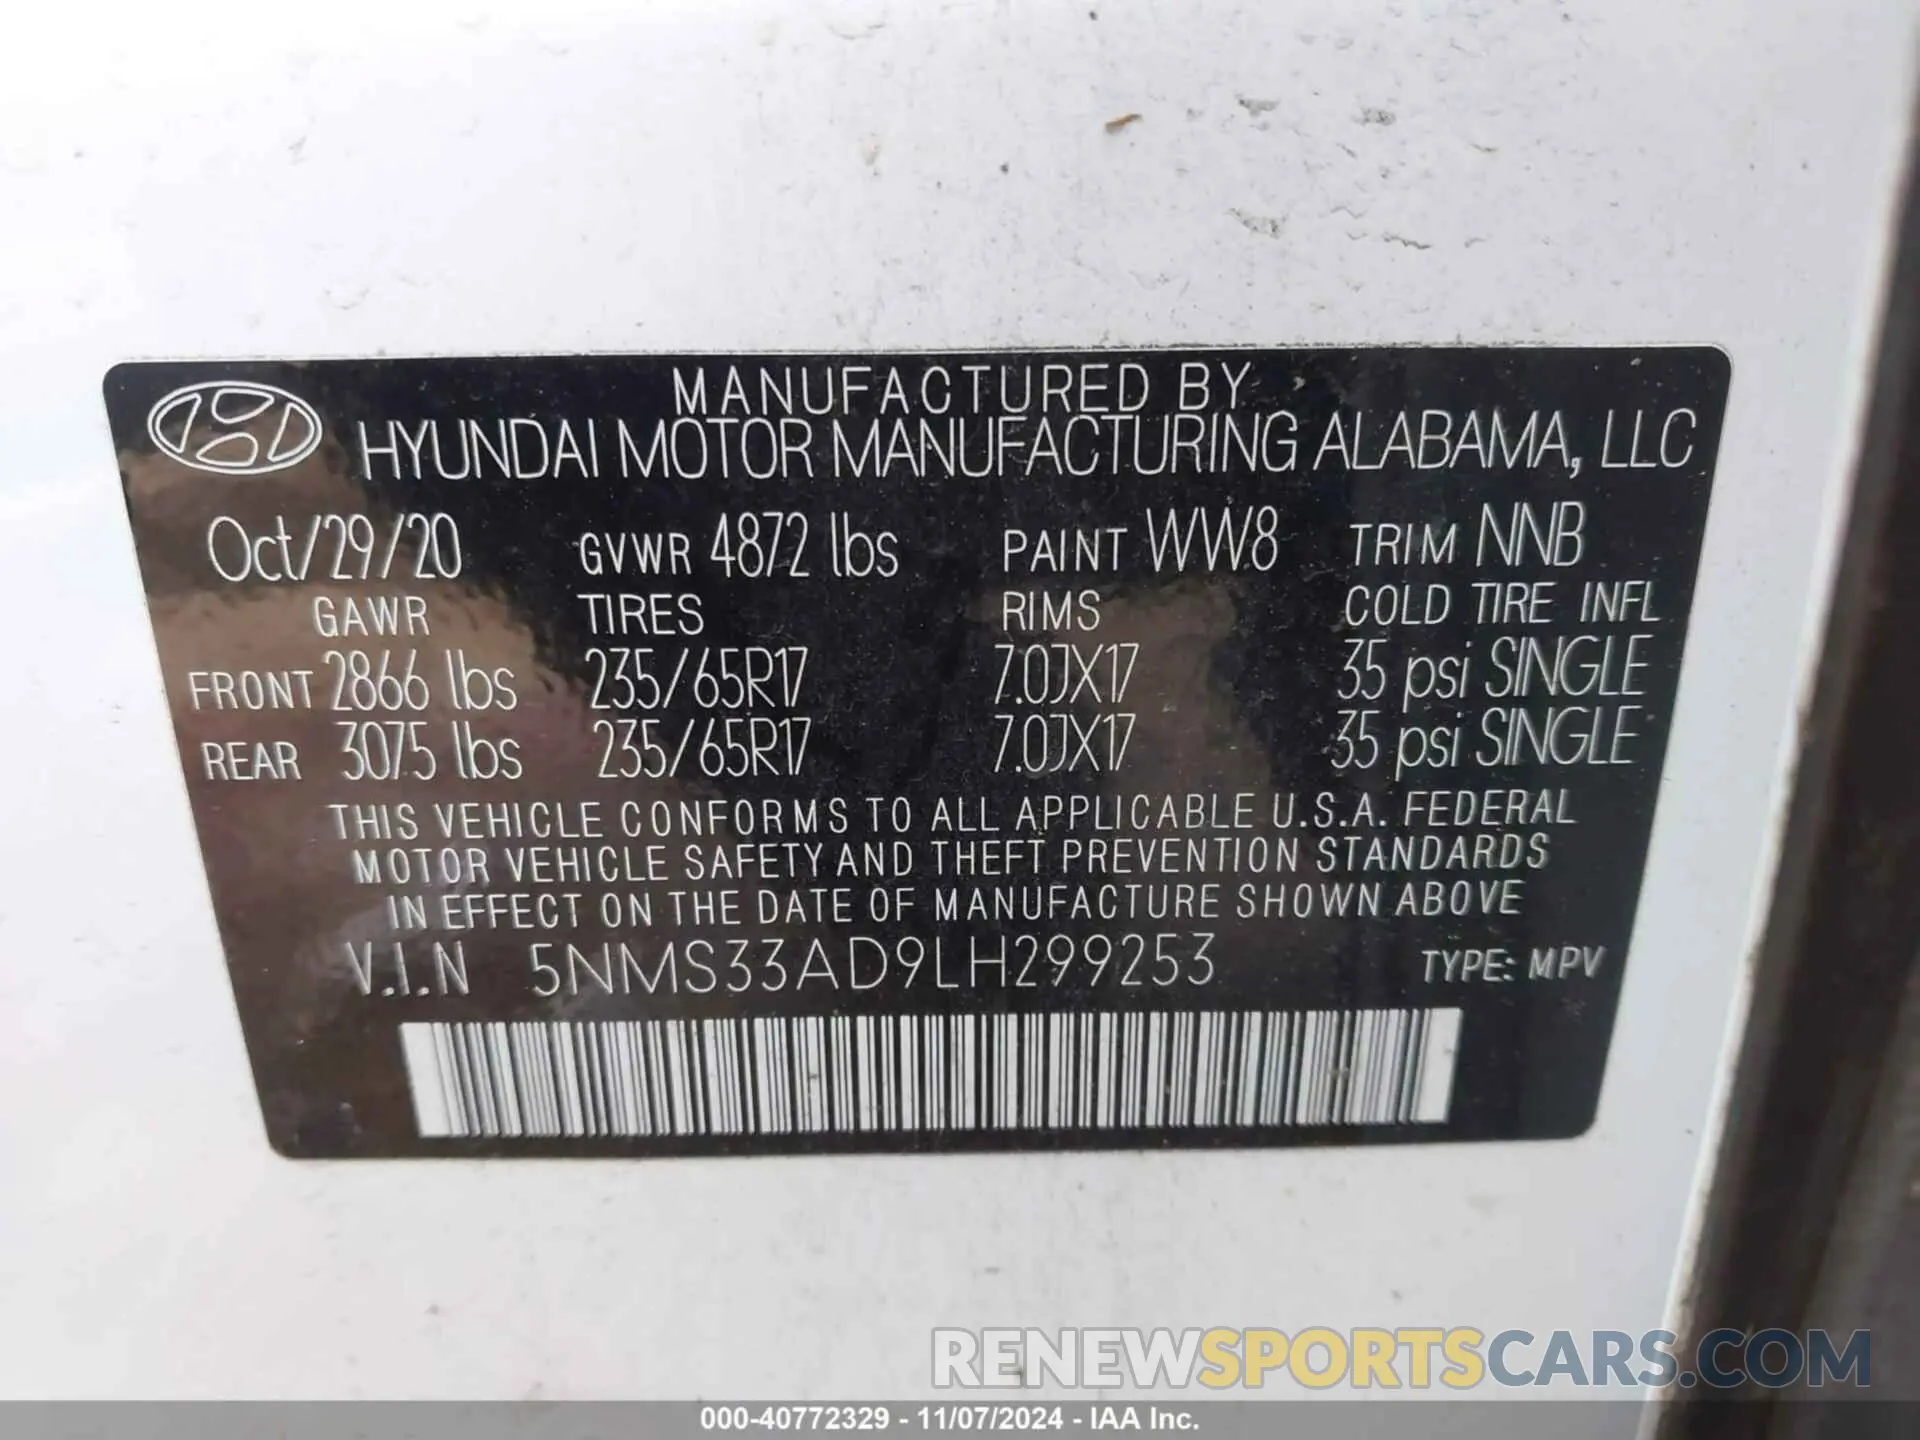 MANUFACTURED BY
HYUNDAI MOTOR MANUFACTURING ALABAMA, LLC
Oct/29/20 GVWR 4872 lbs PAINT WW8 TRIM NNB
GAWR TIRES RIMS COLD TIRE INFL
FRONT 2866 lbs 235/65R17 7.0JX17 35 psi SINGLE
REAR 3075 lbs 235/65R17 7.0JX17 35 psi SINGLE
THIS VEHICLE CONFORMS TO ALL APPLICABLE U.S.A. FEDERAL
MOTOR VEHICLE SAFETY AND THEFT PREVENTION STANDARDS
IN EFFECT ON THE DATE OF MANUFACTURE SHOWN ABOVE
V.I.N 5NMS33AD9LH299253 TYPE: MPV
RENEWSPORTSCARS.COM
000-40772329 - 11/07/2024 - IAA Inc.